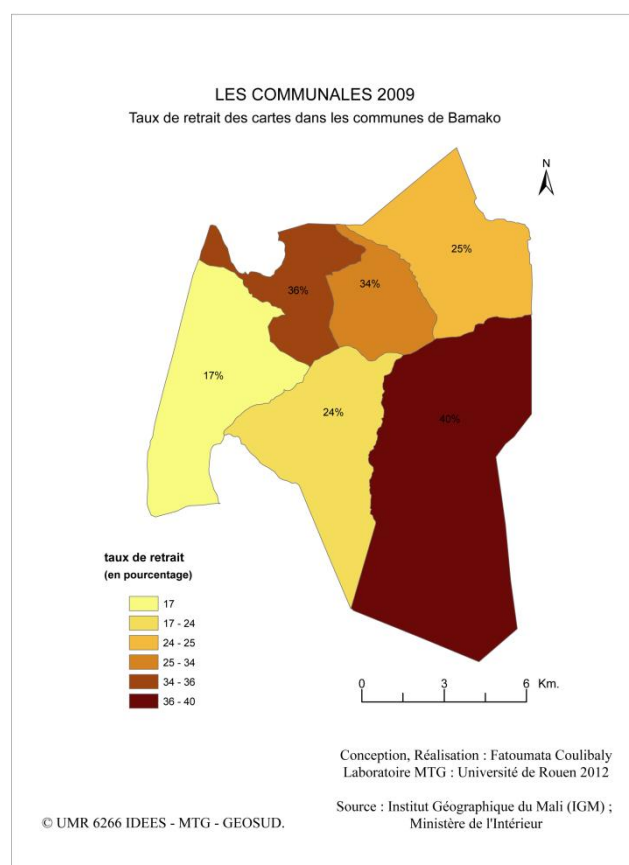 LES COMMUNALES 2009
Taux de retrait des cartes dans les communes de Bamako
N
25%
36%
34%
17%
24%
40%
taux de retrait
(en pourcentage)
17
17 - 24
24 - 25
25 - 34
34 - 36
36 - 40
0 3 6 Km.
Conception, Réalisation : Fatoumata Coulibaly
Laboratoire MTG : Université de Rouen 2012
Source : Institut Géographique du Mali (IGM) ;
Ministère de l'Intérieur
© UMR 6266 IDEES - MTG - GEOSUD.